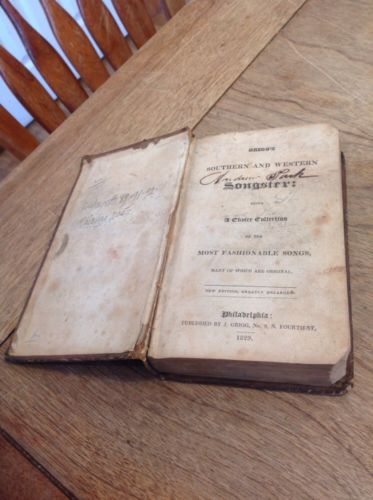 GRIGG'S
SOUTHERN AND WESTERN
Songster:
BEING
A Choice Collection
OF THE
MOST FASHIONABLE SONGS,
MANY OF WHICH ARE ORIGINAL.
NEW EDITION, GREATLY ENLARGED.
Philadelphia:
PUBLISHED BY J. GRIGG, No. 9, N. FOURTH ST.
1829.